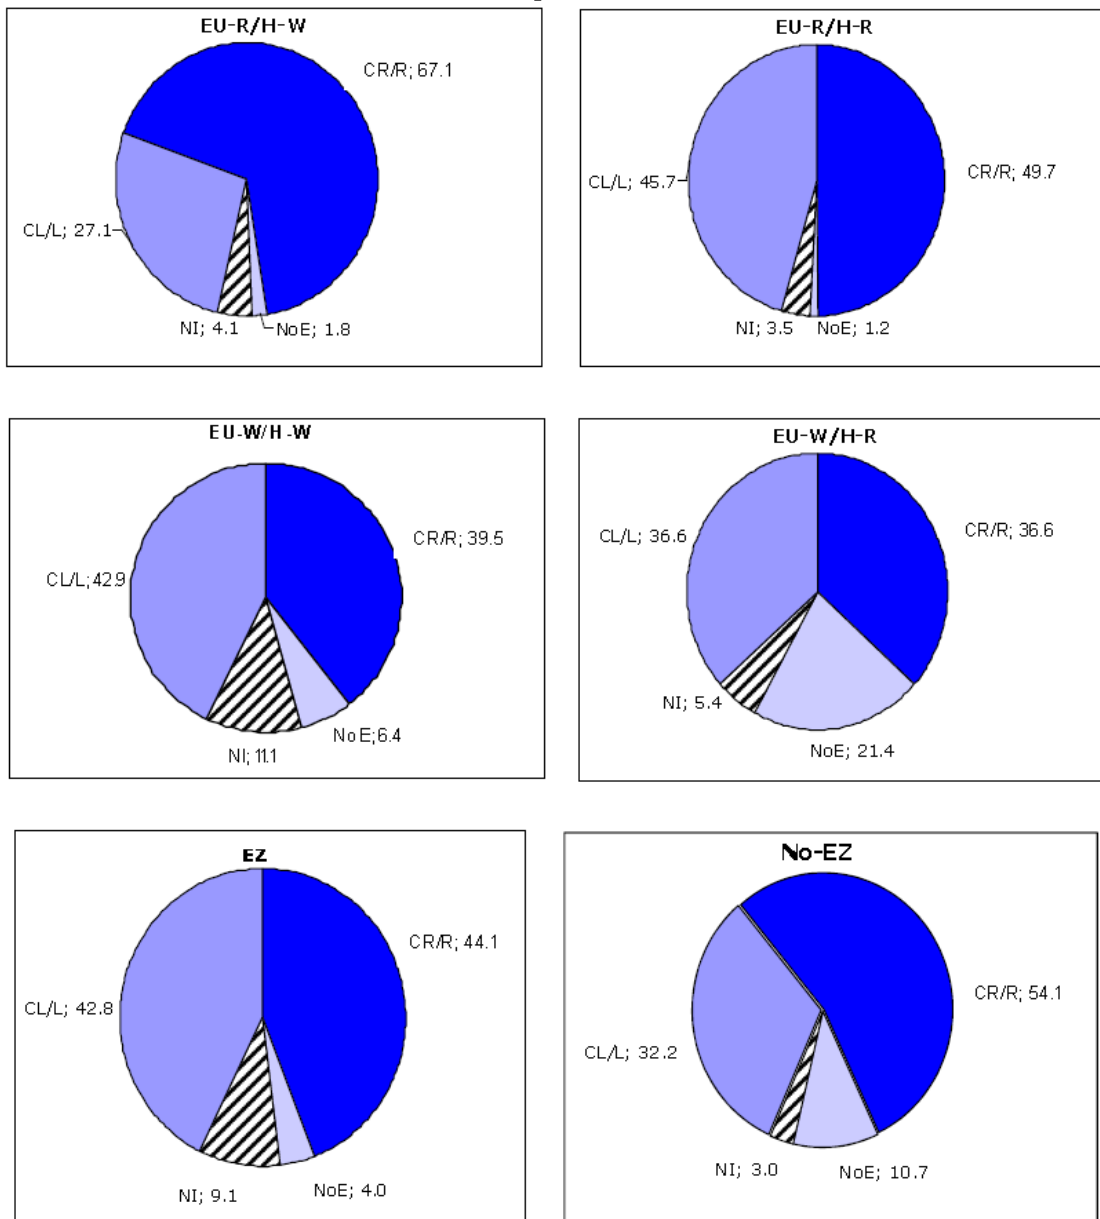 EU-R/H-W
CR/R; 67.1
CL/L; 27.1
NI; 4.1
NoE; 1.8
EU-R/H-R
CR/R; 49.7
CL/L; 45.7
NI; 3.5
NoE; 1.2
EU-W/H-W
CR/R; 39.5
CL/L; 42.9
NoE; 6.4
NI; 11.1
EU-W/H-R
CR/R; 36.6
CL/L; 36.6
NI; 5.4
NoE; 21.4
EZ
CR/R; 44.1
CL/L; 42.8
NI; 9.1
NoE; 4.0
No-EZ
CR/R; 54.1
CL/L; 32.2
NI; 3.0
NoE; 10.7